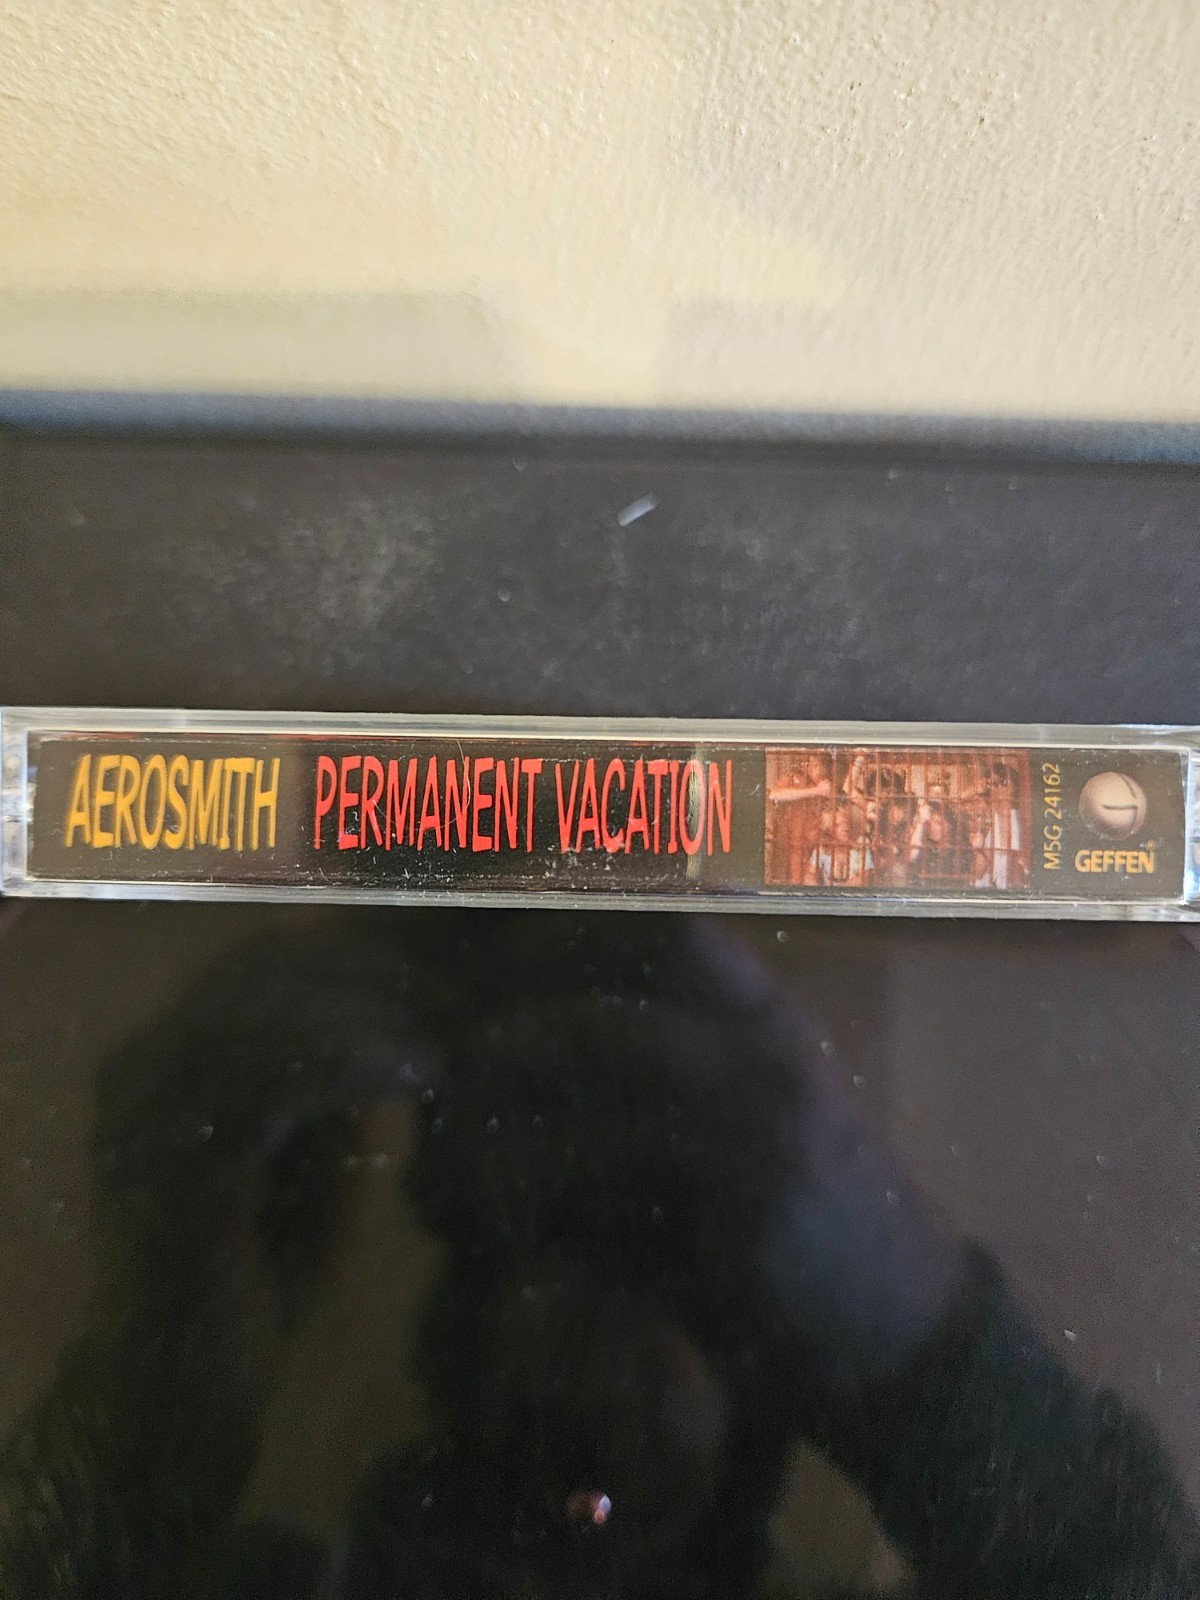 AEROSMITH PERMANENT VACATION
M5G 24162
GEFFEN